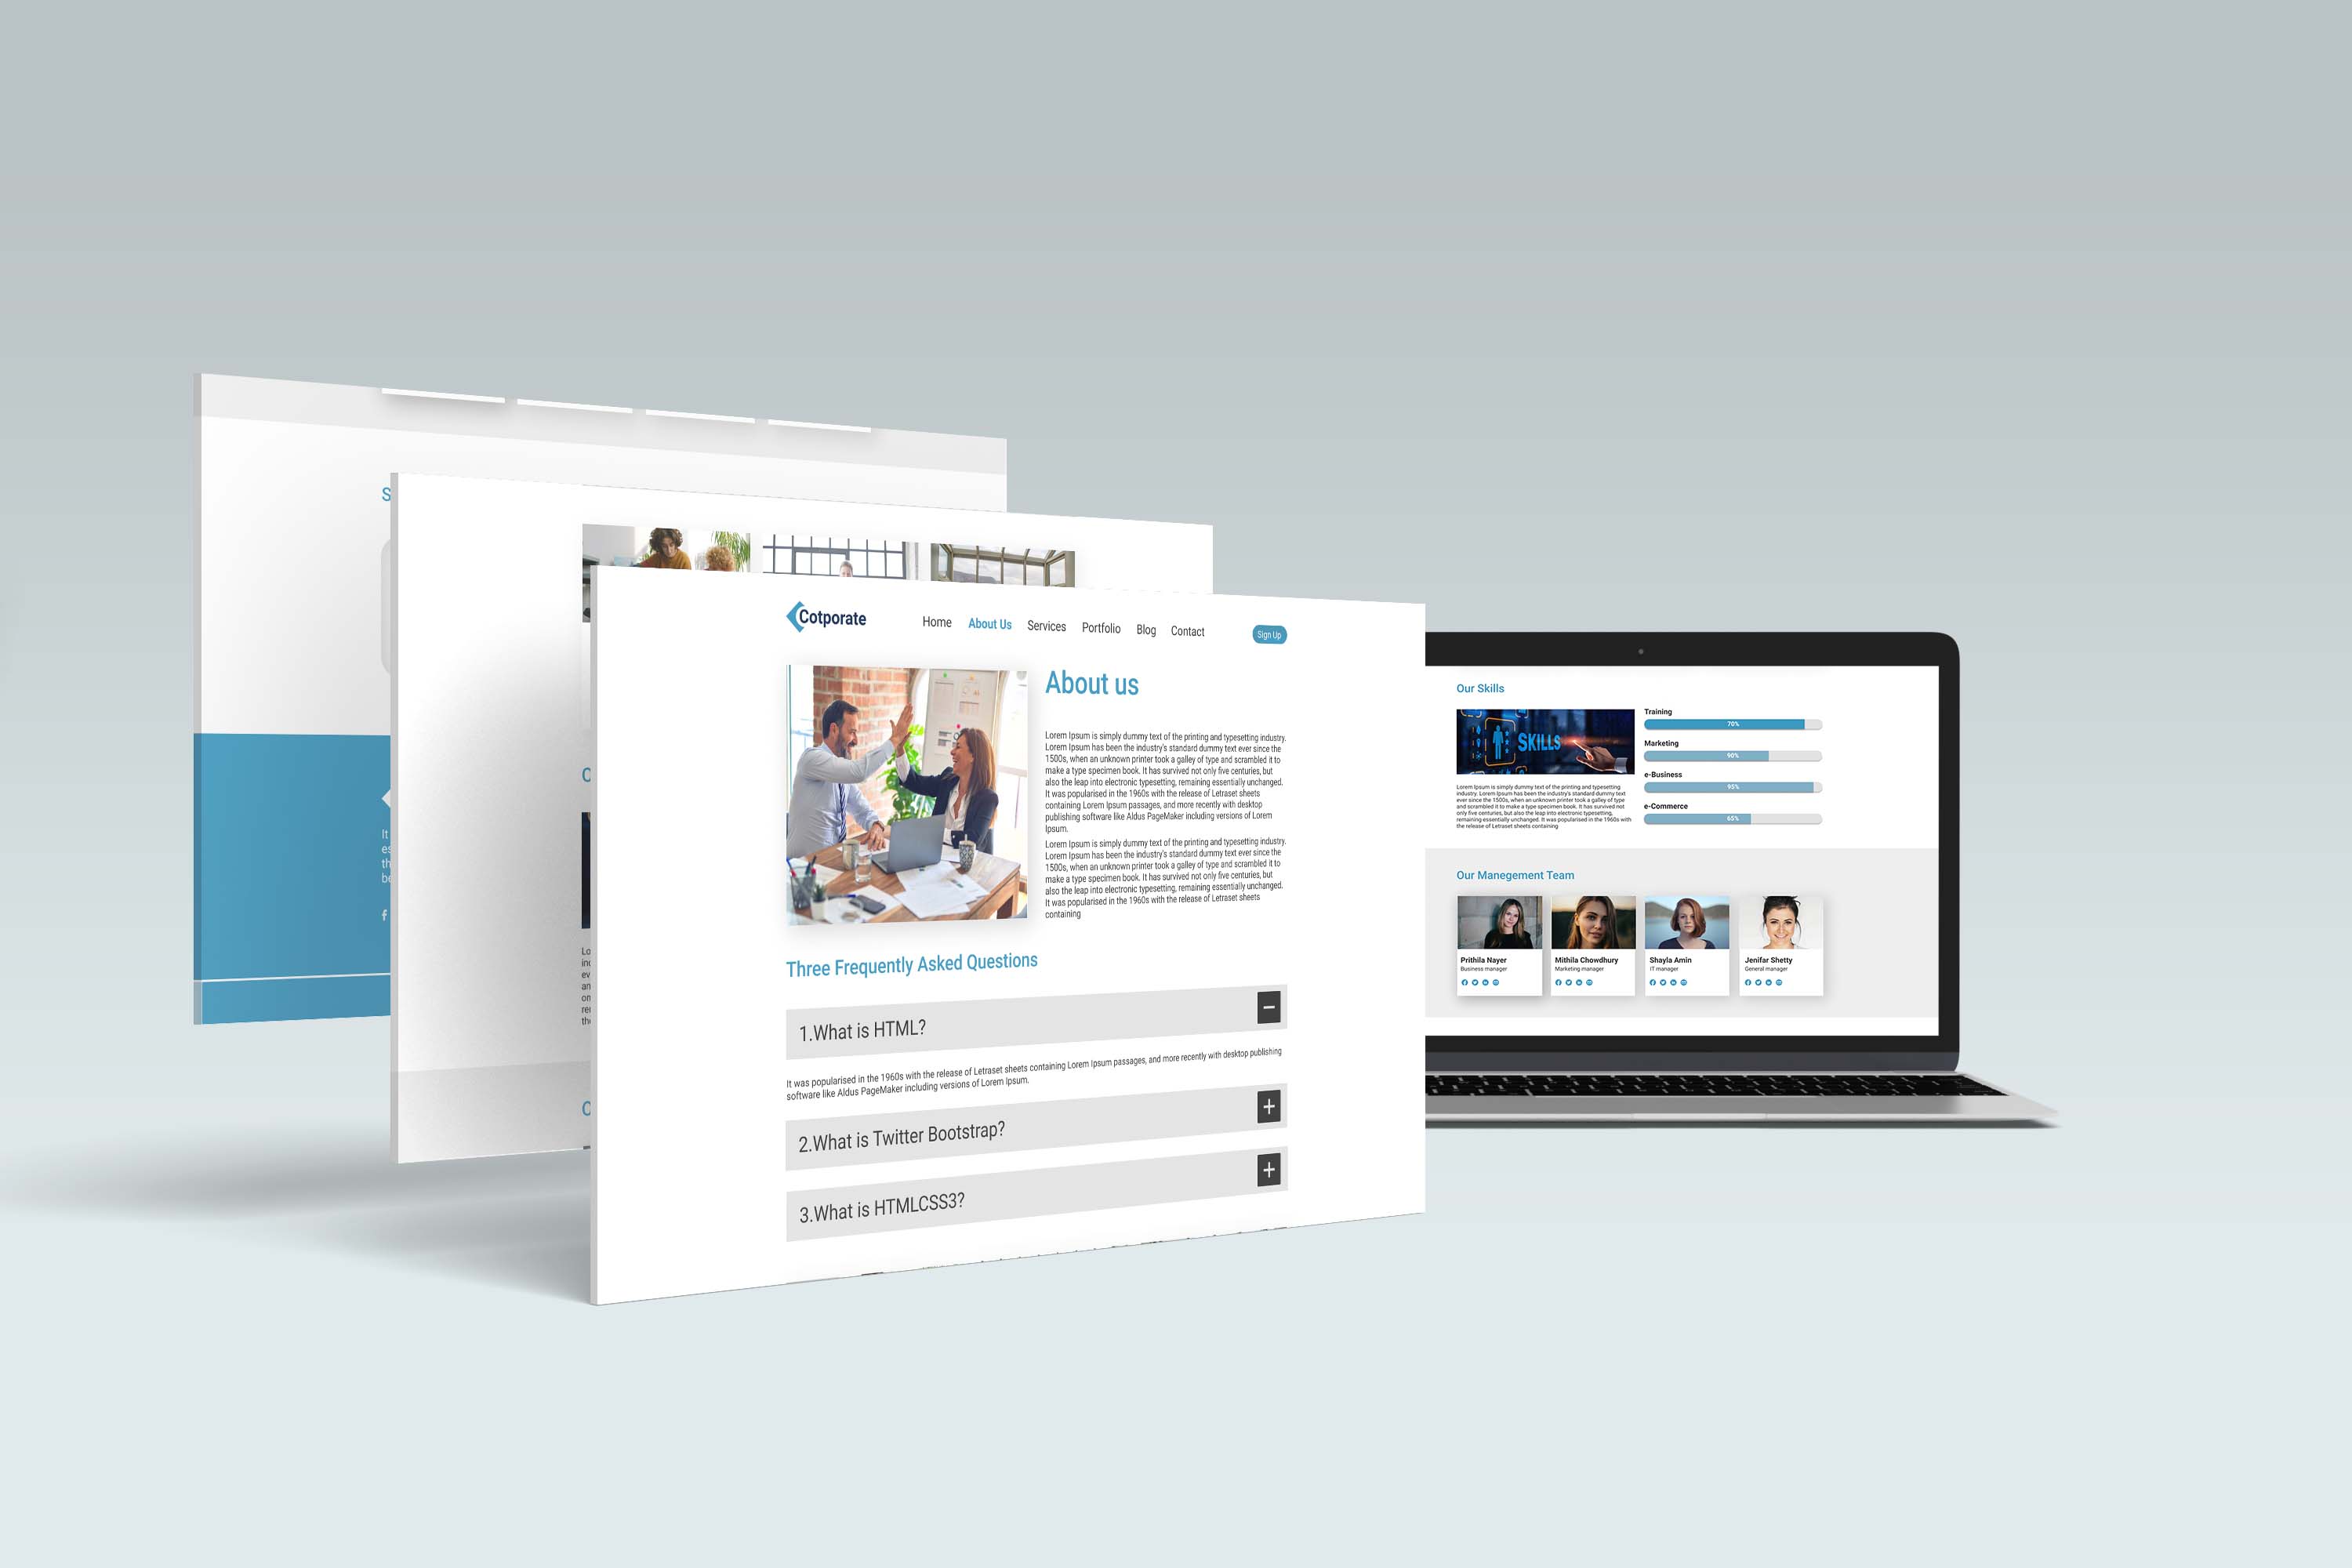 Cotporate
Home About Us Services Portfolio Blog Contact Sign Up
About us
Lorem Ipsum is simply dummy text of the printing and typesetting industry.
Lorem Ipsum has been the industry's standard dummy text ever since the
1500s, when an unknown printer took a galley of type and scrambled it to
make a type specimen book. It has survived not only five centuries, but
also the leap into electronic typesetting, remaining essentially unchanged.
It was popularised in the 1960s with the release of Letraset sheets
containing Lorem Ipsum passages, and more recently with desktop
publishing software like Aldus PageMaker including versions of Lorem
Ipsum.
Lorem Ipsum is simply dummy text of the printing and typesetting industry.
Lorem Ipsum has been the industry's standard dummy text ever since the
1500s, when an unknown printer took a galley of type and scrambled it to
make a type specimen book. It has survived not only five centuries, but
also the leap into electronic typesetting, remaining essentially unchanged.
It was popularised in the 1960s with the release of Letraset sheets
containing
Three Frequently Asked Questions
1.What is HTML?
It was popularised in the 1960s with the release of Letraset sheets containing Lorem Ipsum passages, and more recently with desktop publishing
software like Aldus PageMaker including versions of Lorem Ipsum.
2.What is Twitter Bootstrap?
3.What is HTMLCSS3?
Our Skills
SKILLS
Lorem Ipsum is simply dummy text of the printing and typesetting
industry. Lorem Ipsum has been the industry's standard dummy text
ever since the 1500s, when an unknown printer took a galley of type
and scrambled it to make a type specimen book. It has survived not
only five centuries, but also the leap into electronic typesetting,
remaining essentially unchanged. It was popularised in the 1960s with
the release of Letraset sheets containing
Training
70%
Marketing
90%
e-Business
95%
e-Commerce
65%
Our Manegement Team
Prithila Nayer
Business manager
Mithila Chowdhury
Marketing manager
Shayla Amin
IT manager
Jenifar Shetty
General manager